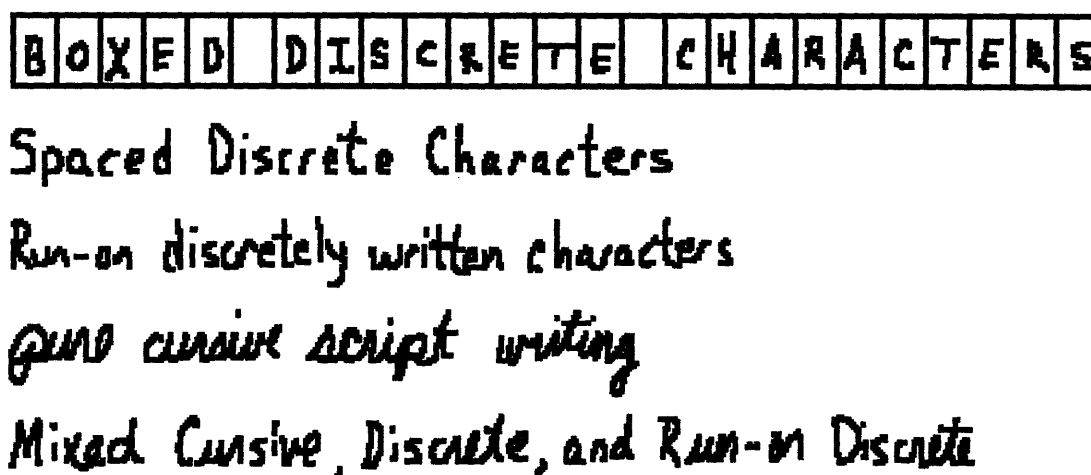 BOXED DISCRETE CHARACTERS
Spaced Discrete Characters
Run-on discretely written characters
pure cursive script writing
Mixed Cursive, Discrete, and Run-on Discrete